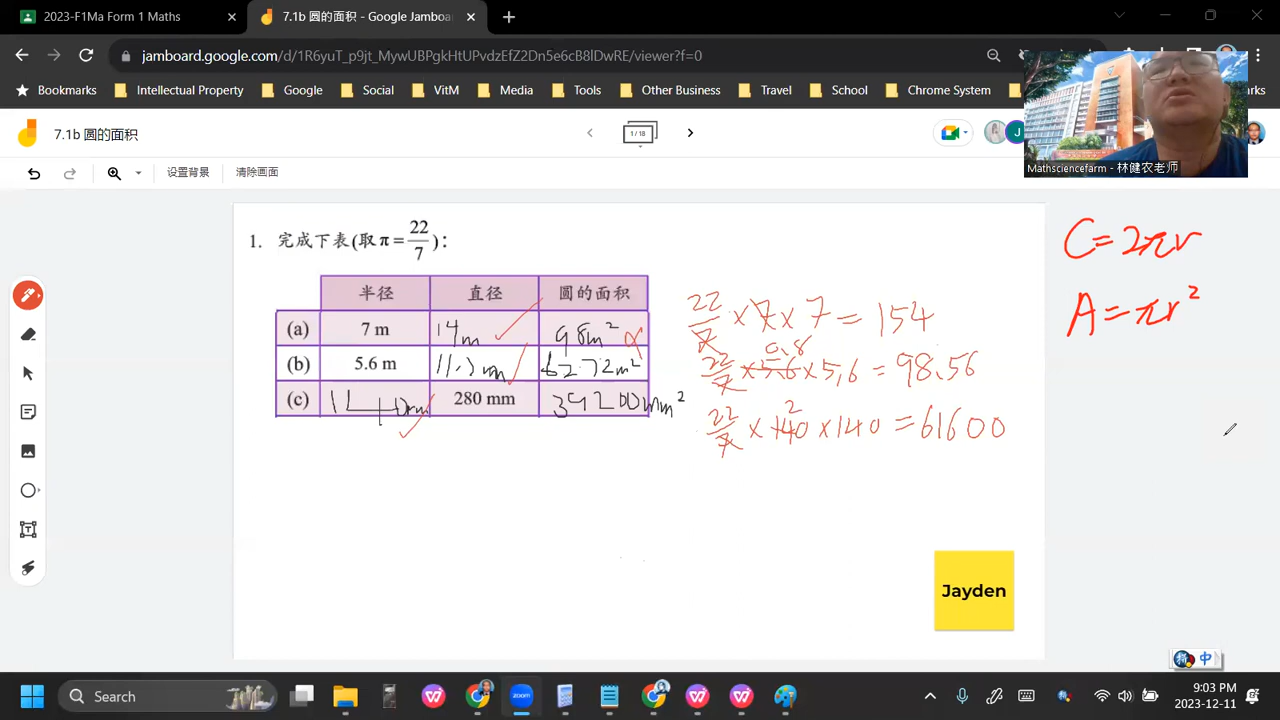 2023-F1Ma Form 1 Maths
7.1b 圆的面积 - Google Jamboard
jamboard.google.com/d/1R6yuT_p9jt_MywUBPgkHtUPvdzEfZ2Dn5e6cB8lDwRE/viewer?f=0
Bookmarks Intellectual Property Google Social VitM Media Tools Other Business Travel School Chrome System
Mathsciencefarm - 林健农老师
7.1b 圆的面积
1 / 18
J
设置背景 清除画面
C=2πr
A=πr²
1. 完成下表(取π=22/7):
半径 直径 圆的面积
(a) 7 m 14m 98m²
(b) 5.6 m 62.72m²
(c) 280 mm 39200mm²
22/7 × 7 × 7 = 154
0.8
22/7 × 5.6 × 5.6 = 98.56
2
22/7 × 140 × 140 = 61600
Jayden
中
Search
9:03 PM
2023-12-11